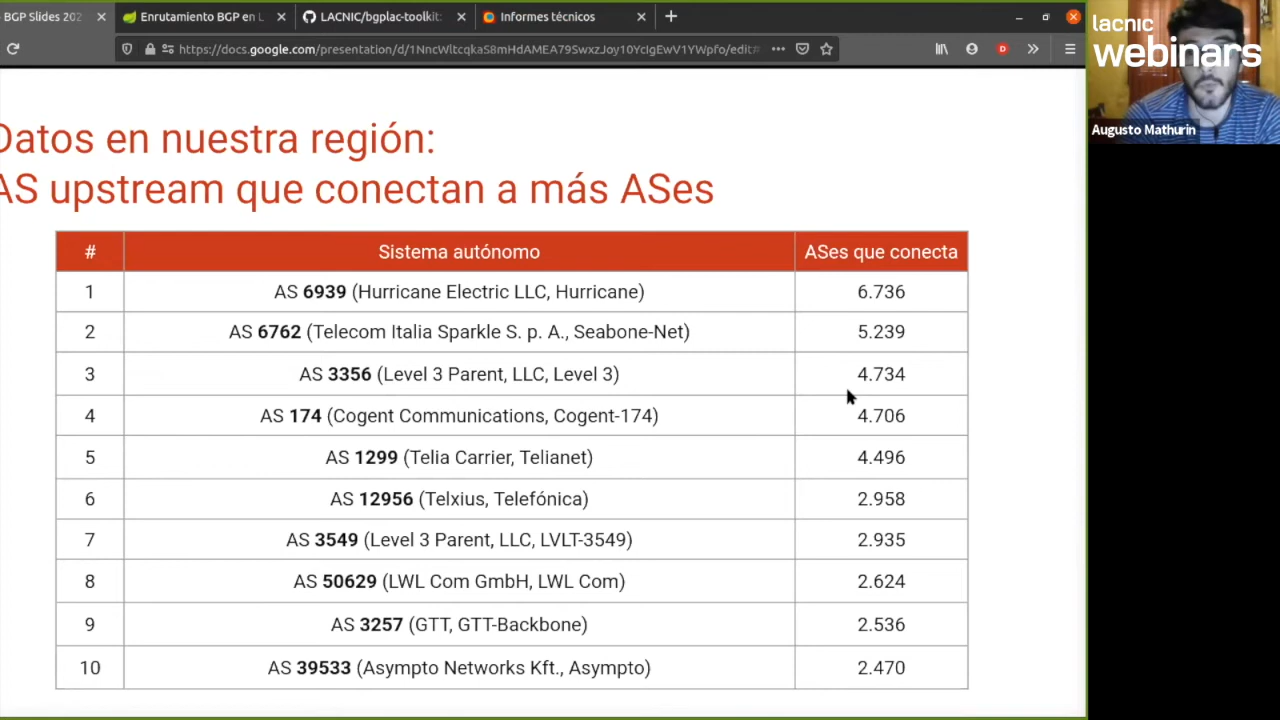 BGP Slides 202
Enrutamiento BGP en L
LACNIC/bgplac-toolkit:
Informes técnicos
https://docs.google.com/presentation/d/1NncWltcqkaS8mHdAMEA79SwxzJoy10YcIgEwV1YWpfo/edit#
lacnic
webinars
Augusto Mathurin
Datos en nuestra región:
AS upstream que conectan a más ASes
# Sistema autónomo ASes que conecta
1 AS 6939 (Hurricane Electric LLC, Hurricane) 6.736
2 AS 6762 (Telecom Italia Sparkle S. p. A., Seabone-Net) 5.239
3 AS 3356 (Level 3 Parent, LLC, Level 3) 4.734
4 AS 174 (Cogent Communications, Cogent-174) 4.706
5 AS 1299 (Telia Carrier, Telianet) 4.496
6 AS 12956 (Telxius, Telefónica) 2.958
7 AS 3549 (Level 3 Parent, LLC, LVLT-3549) 2.935
8 AS 50629 (LWL Com GmbH, LWL Com) 2.624
9 AS 3257 (GTT, GTT-Backbone) 2.536
10 AS 39533 (Asympto Networks Kft., Asympto) 2.470